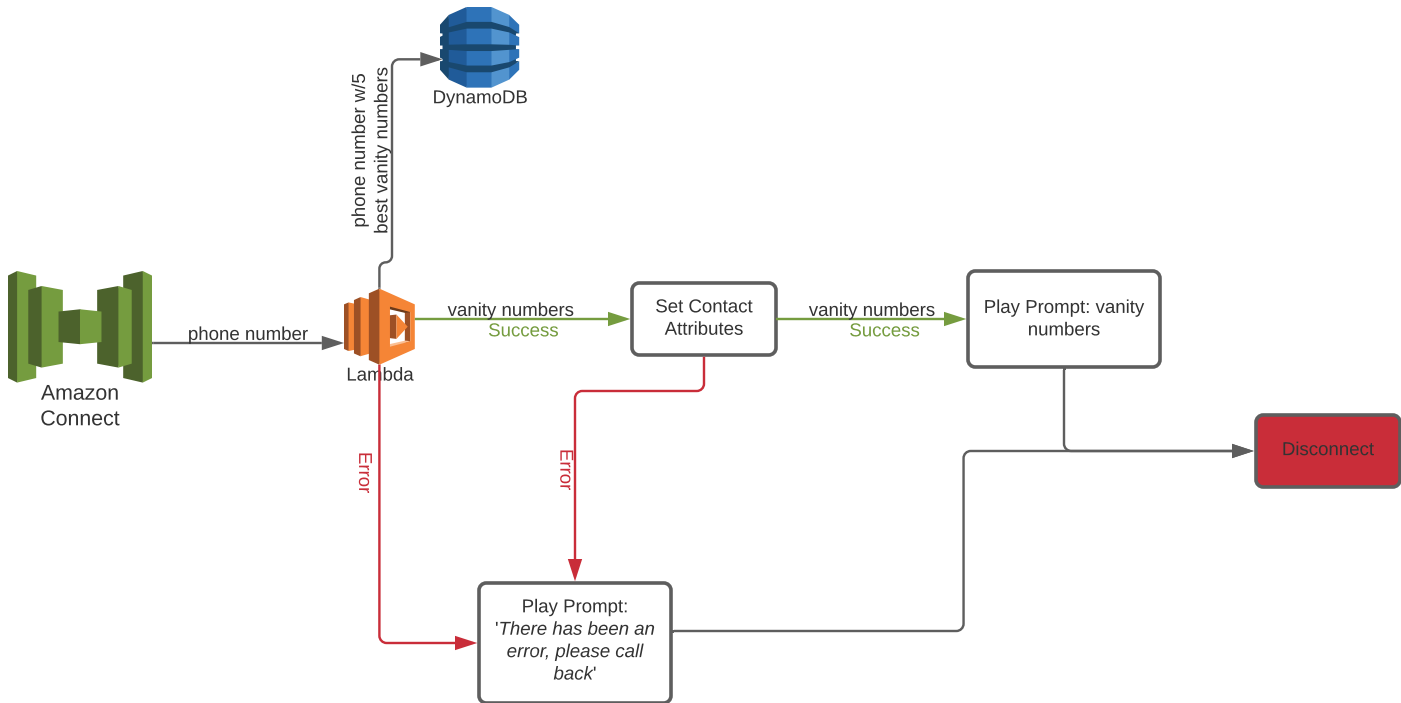 DynamoDB
phone number w/5
best vanity numbers
Amazon
Connect
phone number
Lambda
vanity numbers
Success
Set Contact
Attributes
vanity numbers
Success
Play Prompt: vanity
numbers
Error
Error
Disconnect
Play Prompt:
'There has been an
error, please call
back'